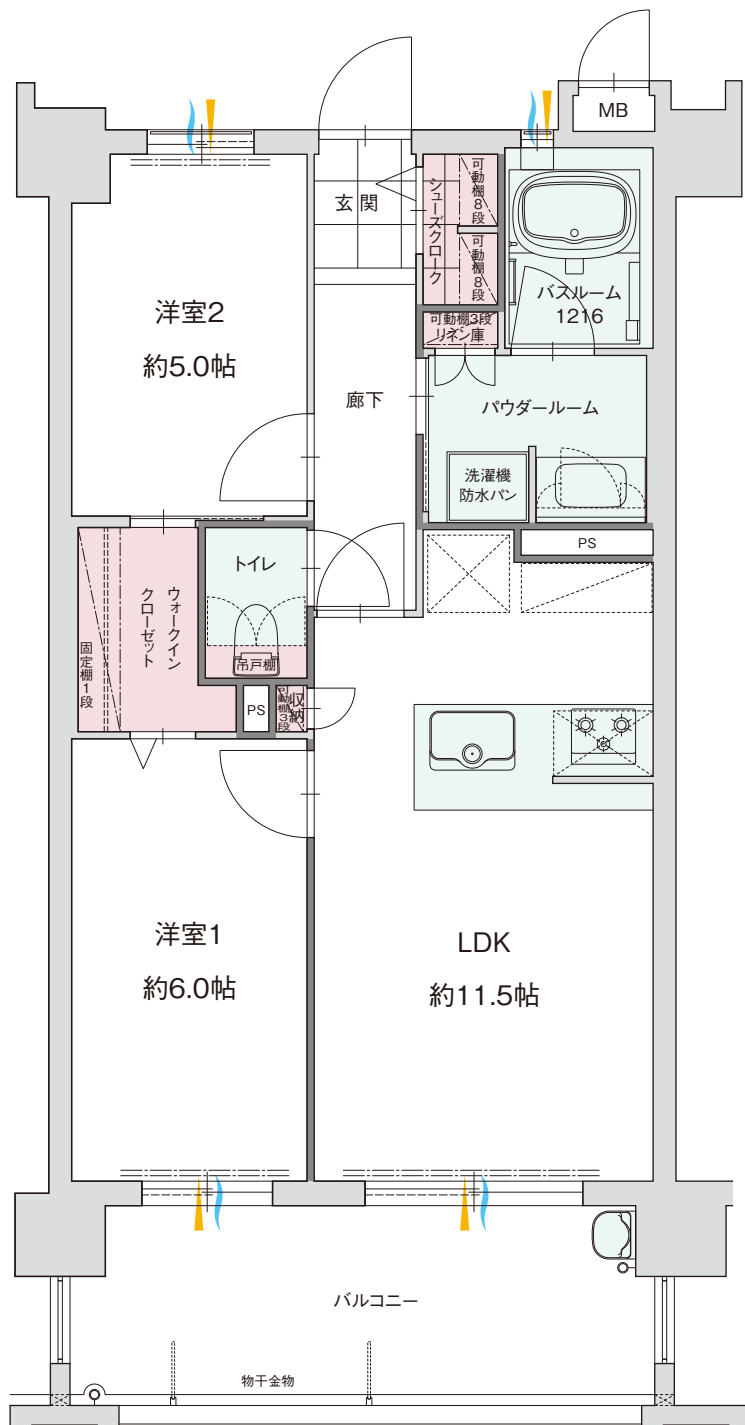 MB
玄関
シューズクローク
可動棚8段
可動棚8段
バスルーム
1216
洋室2
約5.0帖
可動棚3段
リネン庫
廊下
パウダールーム
洗濯機
防水パン
PS
トイレ
吊戸棚
ウォークイン
クローゼット
固定棚1段
PS
収納
可動棚3段
洋室1
約6.0帖
LDK
約11.5帖
バルコニー
物干金物